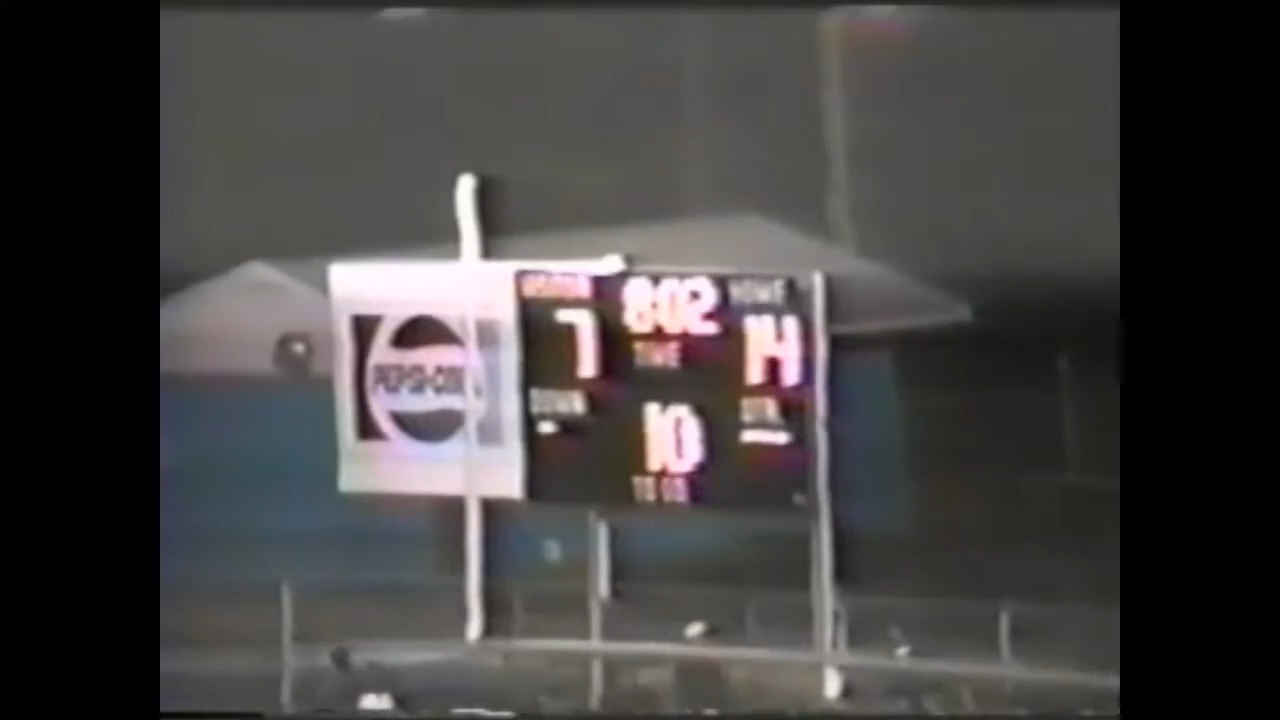 PEPSI-COLA
VISITOR 8:02 HOME
7 TIME 14
DOWN 10 QTR
TO GO